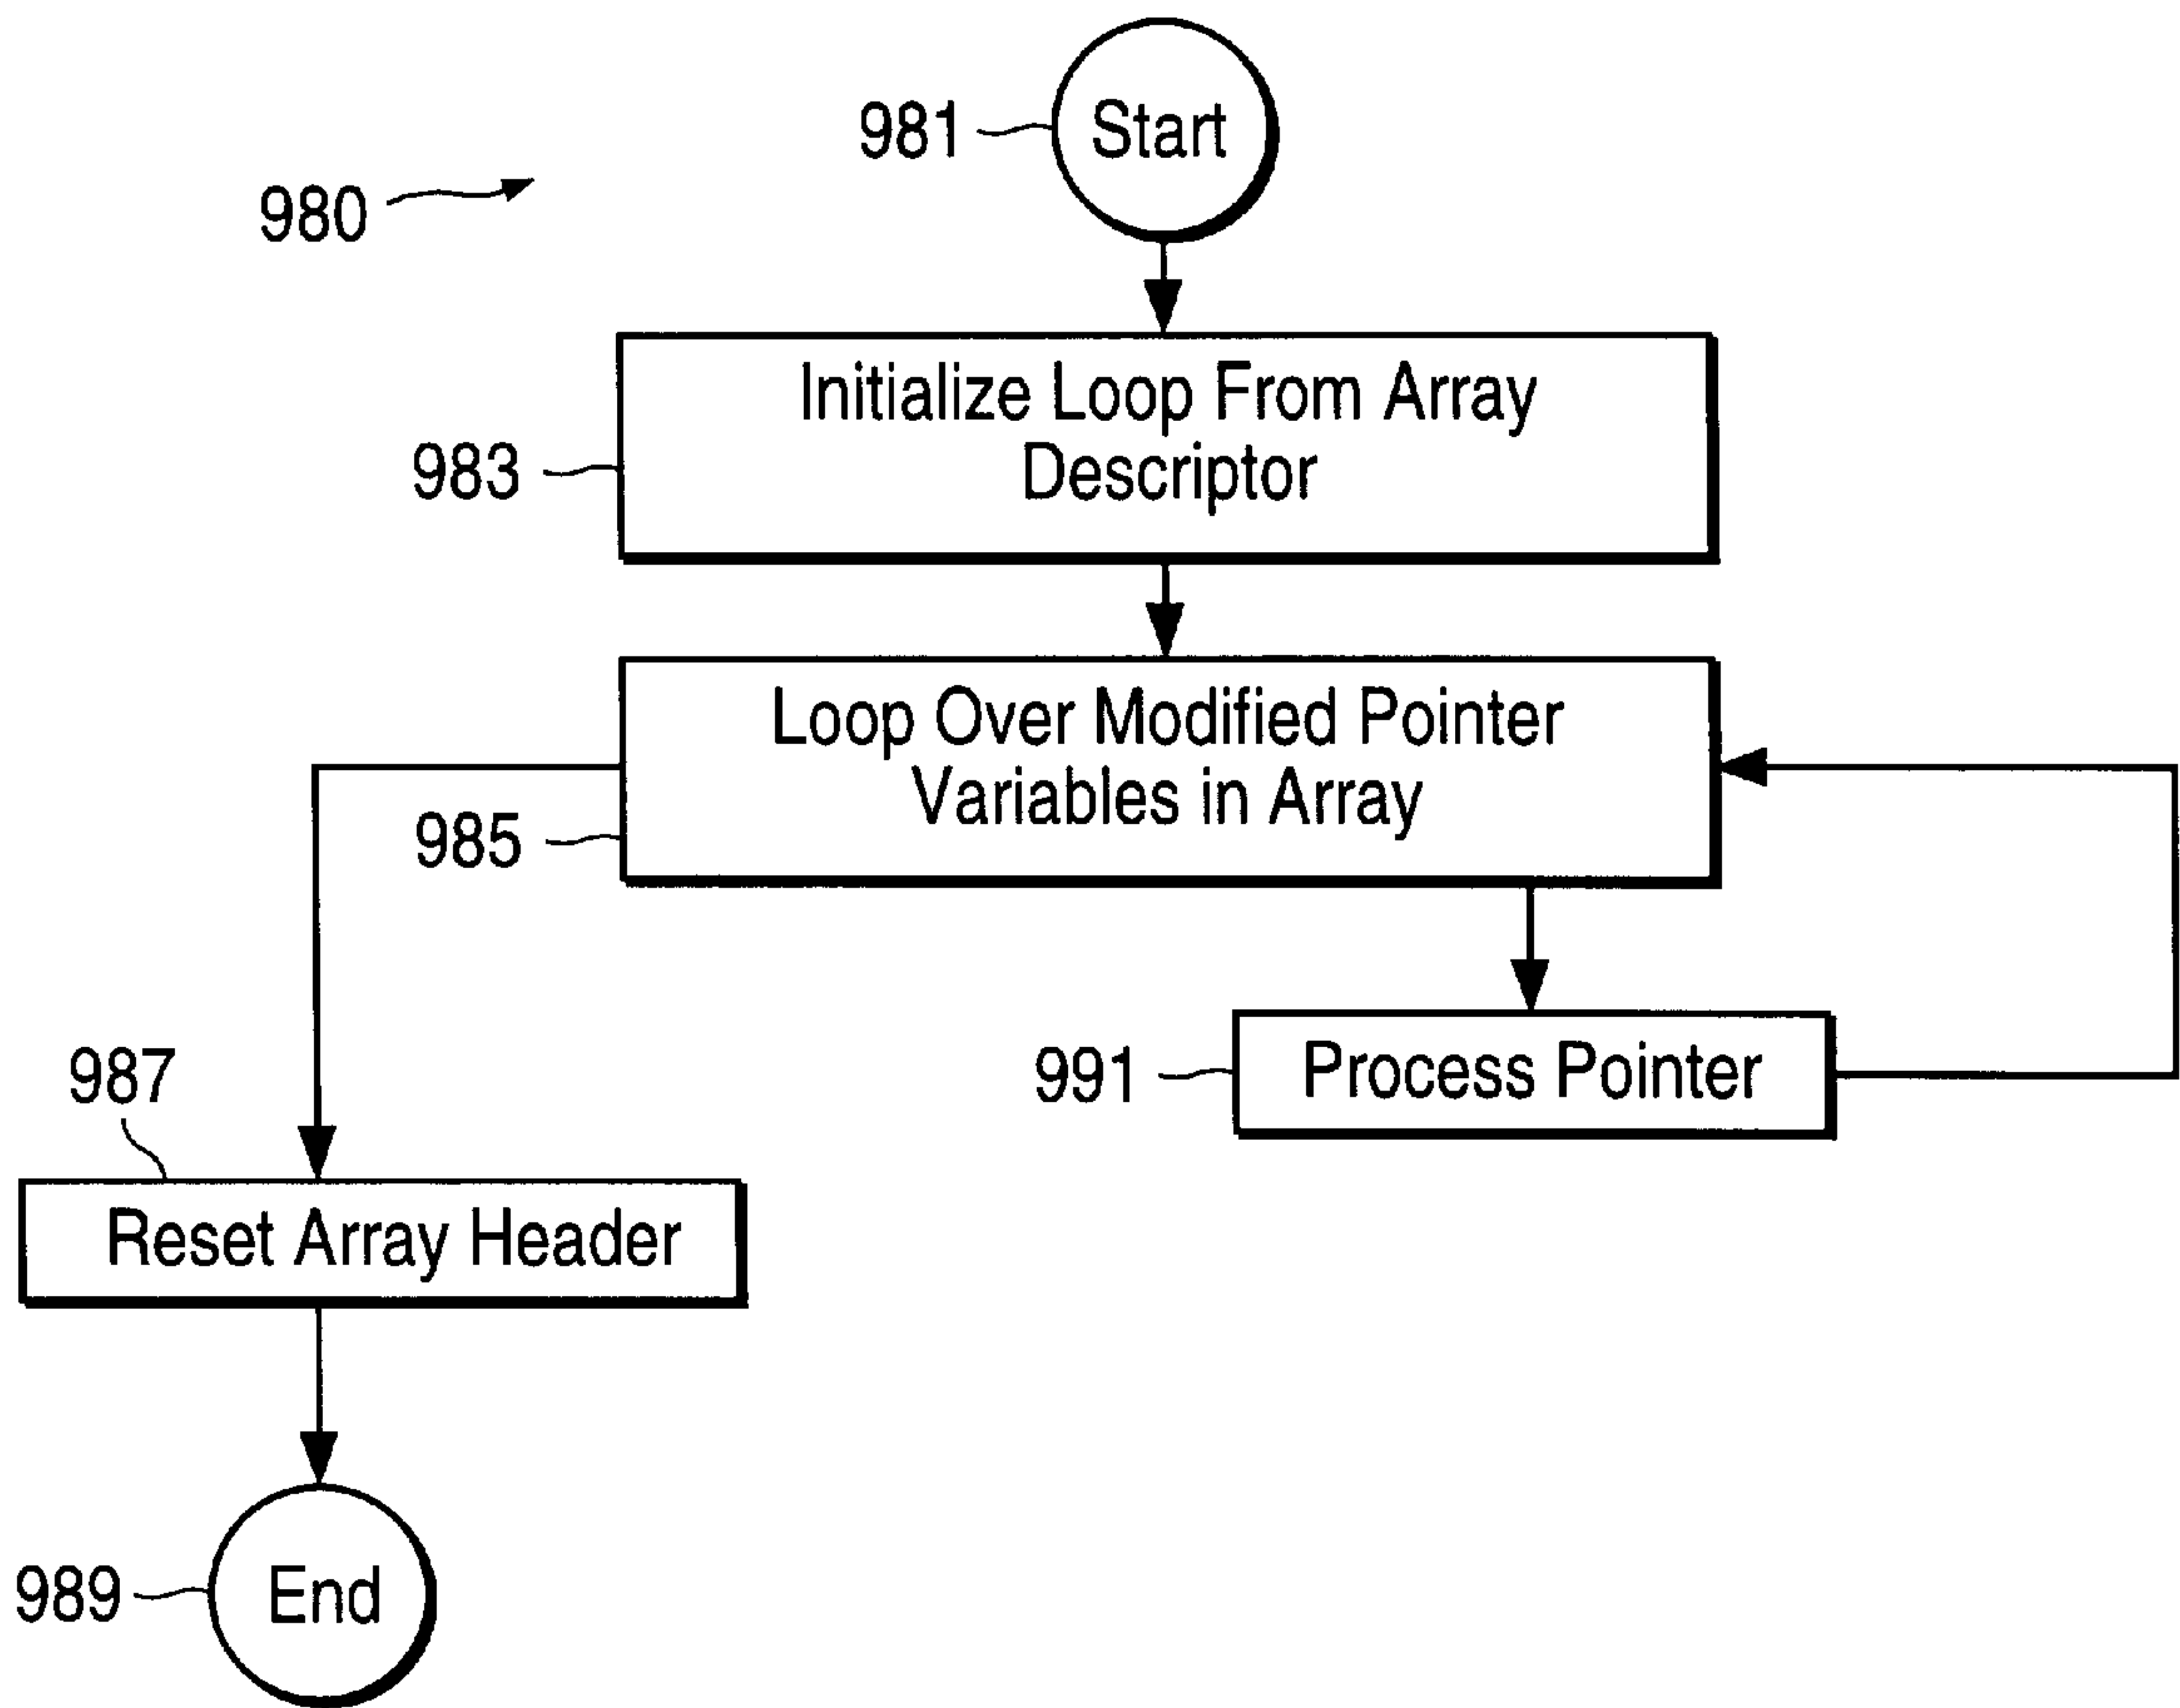 981
Start
980
Initialize Loop From Array
Descriptor
983
Loop Over Modified Pointer
Variables in Array
985
987
991
Process Pointer
Reset Array Header
989
End